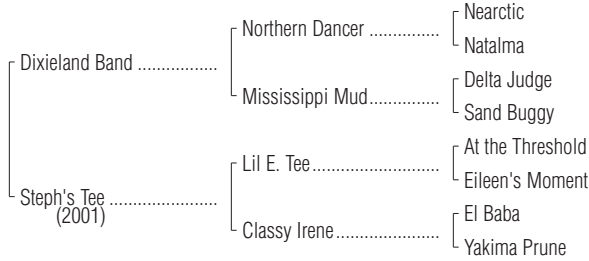 Nearctic
Northern Dancer ................
Natalma
Dixieland Band .................
Delta Judge
Mississippi Mud................
Sand Buggy
At the Threshold
Lil E. Tee.............................
Eileen's Moment
Steph's Tee .......................
(2001)
El Baba
Classy Irene.......................
Yakima Prune